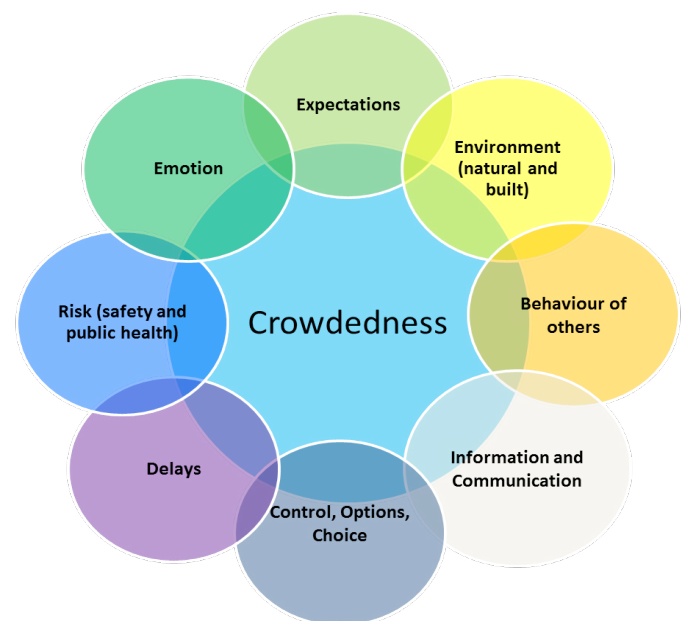 Expectations
Environment
(natural and
built)
Emotion
Behaviour of
others
Risk (safety and
public health)
Crowdedness
Information and
Communication
Delays
Control, Options,
Choice